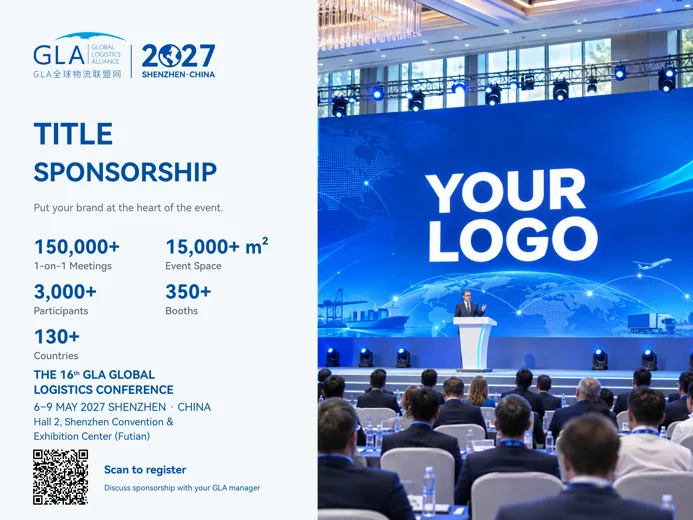 GLA GLOBAL LOGISTICS ALLIANCE
GLA全球物流联盟网
2027
SHENZHEN·CHINA
TITLE
SPONSORSHIP
Put your brand at the heart of the event.
150,000+
1-on-1 Meetings
15,000+ m²
Event Space
3,000+
Participants
350+
Booths
130+
Countries
THE 16th GLA GLOBAL
LOGISTICS CONFERENCE
6–9 MAY 2027 SHENZHEN · CHINA
Hall 2, Shenzhen Convention &
Exhibition Center (Futian)
Scan to register
Discuss sponsorship with your GLA manager
YOUR
LOGO